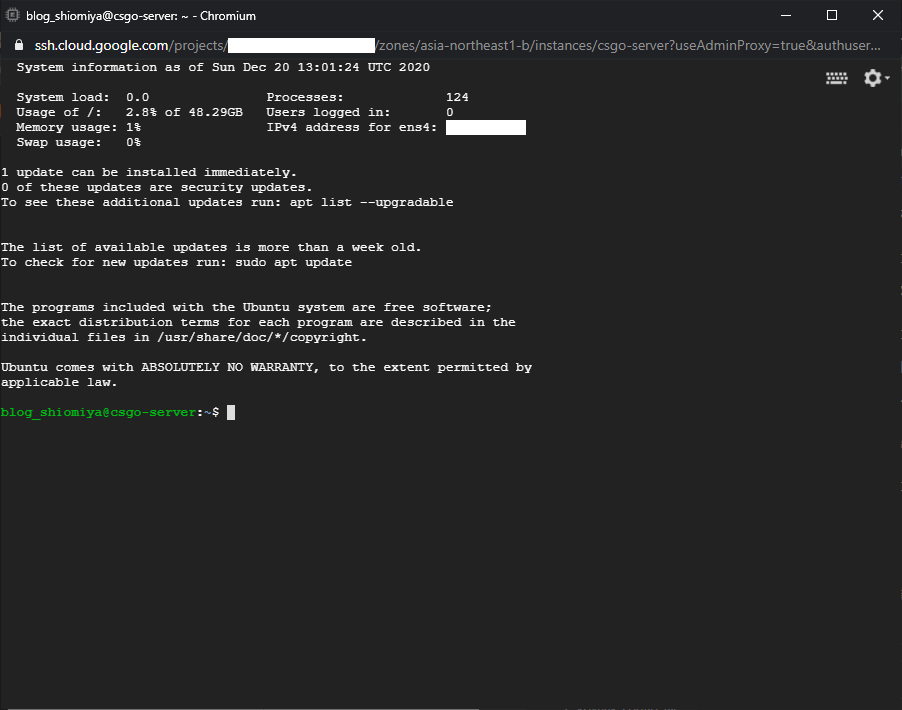 blog_shiomiya@csgo-server: ~ - Chromium
ssh.cloud.google.com/projects/ /zones/asia-northeast1-b/instances/csgo-server?useAdminProxy=true&authuser...
System information as of Sun Dec 20 13:01:24 UTC 2020
System load: 0.0 Processes: 124
Usage of /: 2.8% of 48.29GB Users logged in: 0
Memory usage: 1% IPv4 address for ens4:
Swap usage: 0%
1 update can be installed immediately.
0 of these updates are security updates.
To see these additional updates run: apt list --upgradable
The list of available updates is more than a week old.
To check for new updates run: sudo apt update
The programs included with the Ubuntu system are free software;
the exact distribution terms for each program are described in the
individual files in /usr/share/doc/*/copyright.
Ubuntu comes with ABSOLUTELY NO WARRANTY, to the extent permitted by
applicable law.
blog_shiomiya@csgo-server:~$